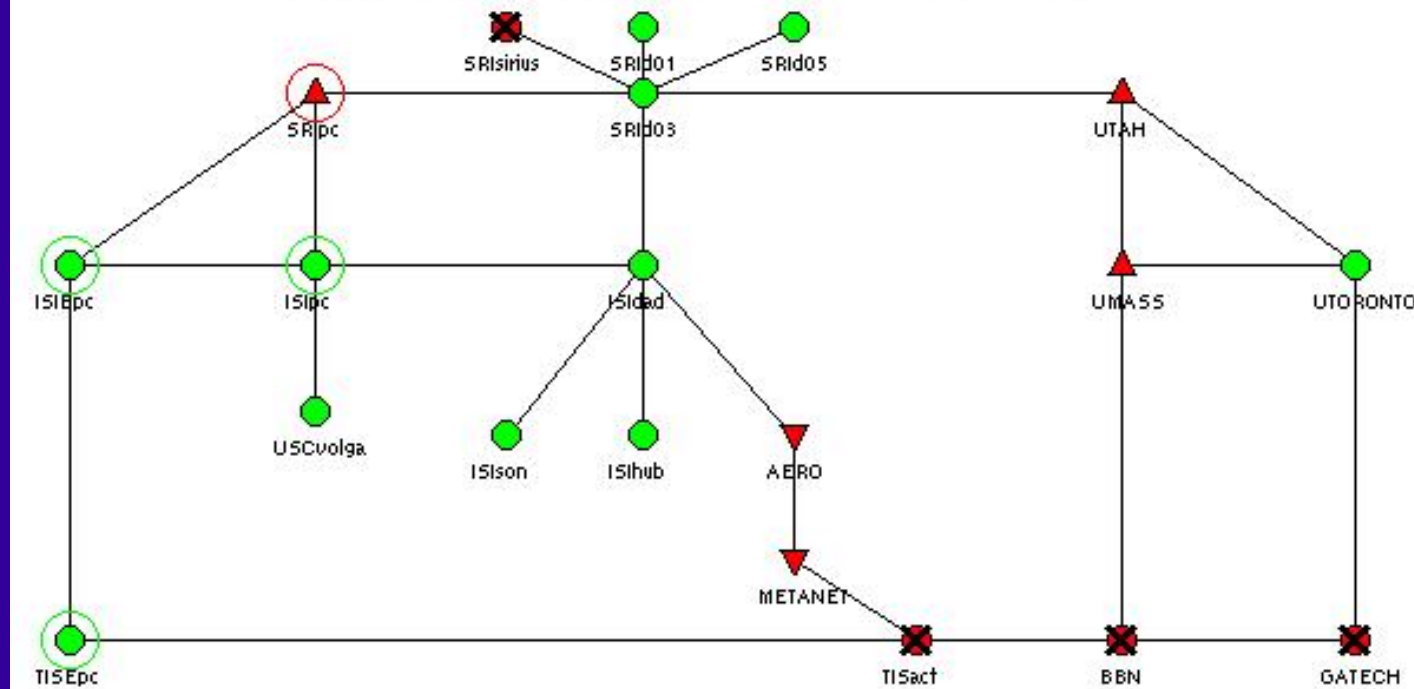 SRIsirius
SRId01
SRId05
SRIpc
SRId03
UTAH
ISIEpc
ISIpc
ISIdad
UMASS
UTORONTO
USCvolga
ISIson
ISIhub
AERO
METANET
TISEpc
TISact
BBN
GATECH